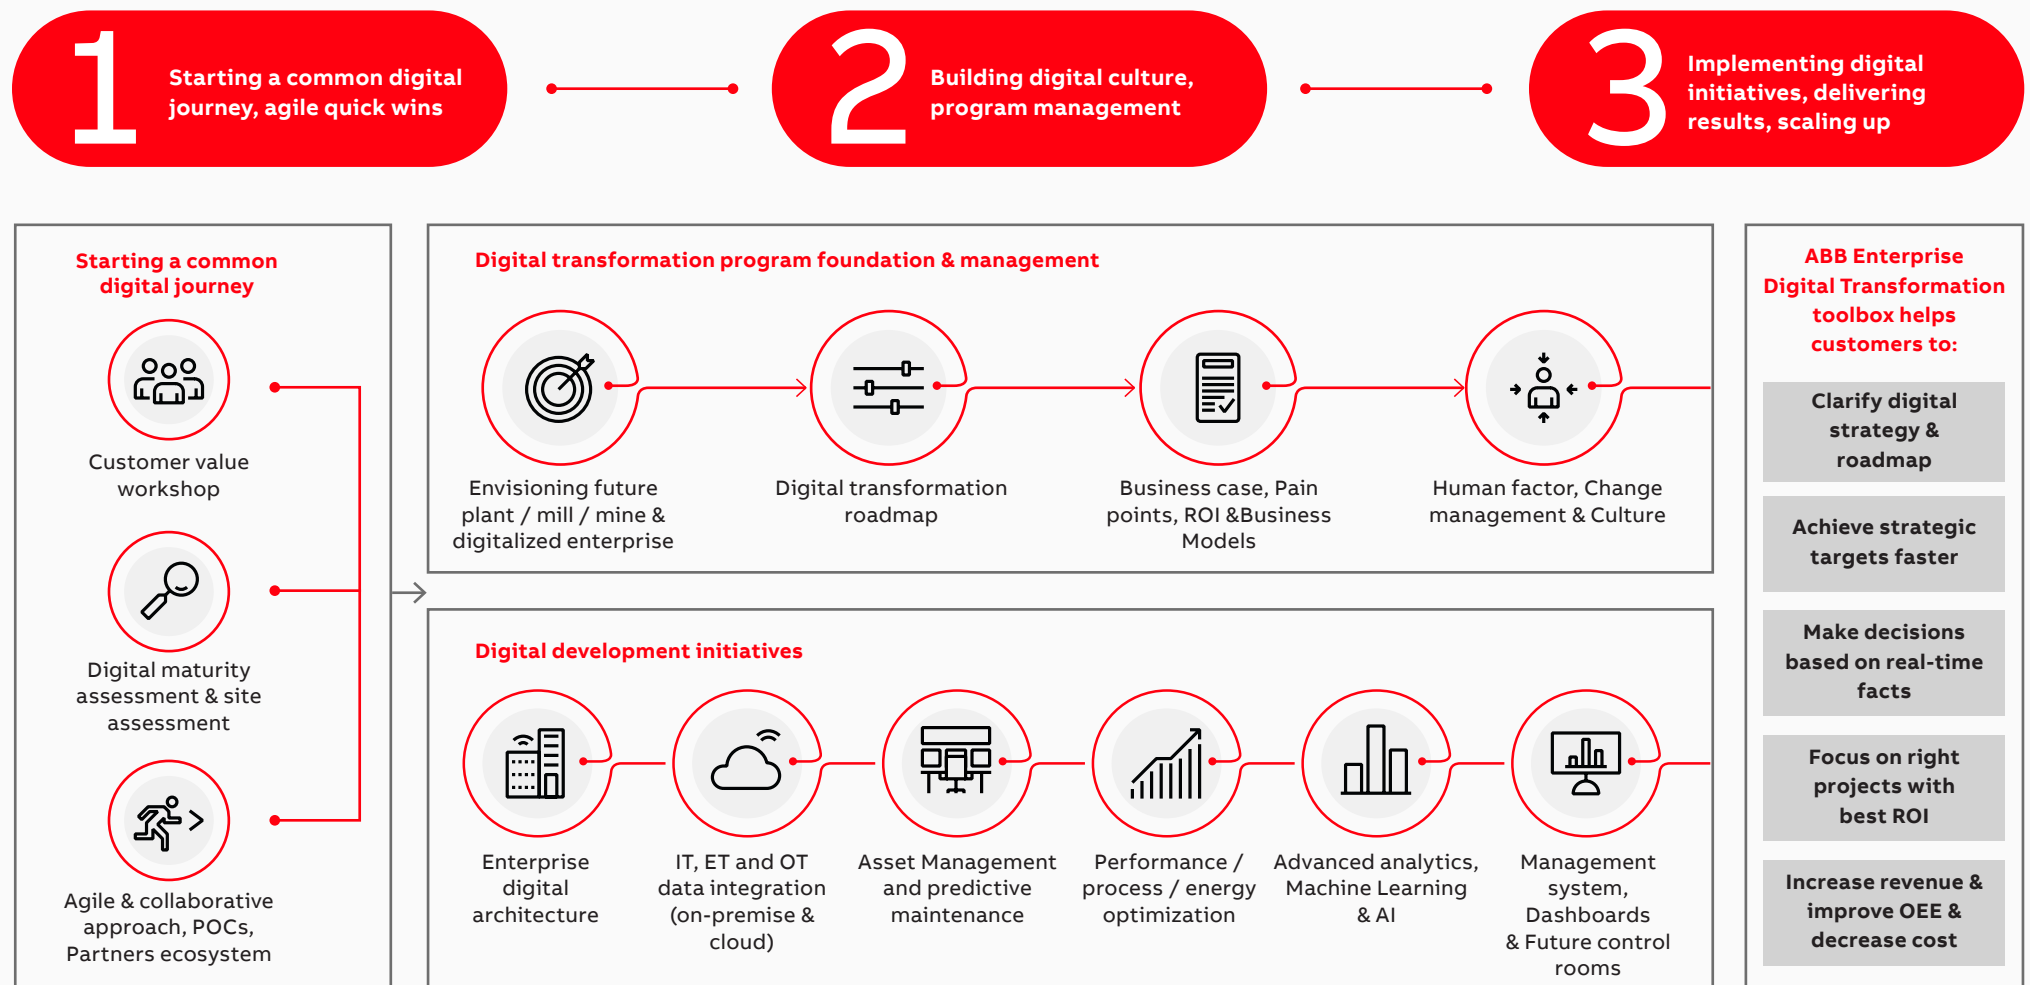 1
Starting a common digital
journey, agile quick wins
2
Building digital culture,
program management
3
Implementing digital
initiatives, delivering
results, scaling up
Starting a common
digital journey
Customer value
workshop
Digital maturity
assessment & site
assessment
Agile & collaborative
approach, POCs,
Partners ecosystem
Digital transformation program foundation & management
Envisioning future
plant / mill / mine &
digitalized enterprise
Digital transformation
roadmap
Business case, Pain
points, ROI &Business
Models
Human factor, Change
management & Culture
Digital development initiatives
Enterprise
digital
architecture
IT, ET and OT
data integration
(on-premise &
cloud)
Asset Management
and predictive
maintenance
Performance /
process / energy
optimization
Advanced analytics,
Machine Learning
& AI
Management
system,
Dashboards
& Future control
rooms
ABB Enterprise
Digital Transformation
toolbox helps
customers to:
Clarify digital
strategy &
roadmap
Achieve strategic
targets faster
Make decisions
based on real-time
facts
Focus on right
projects with
best ROI
Increase revenue &
improve OEE &
decrease cost